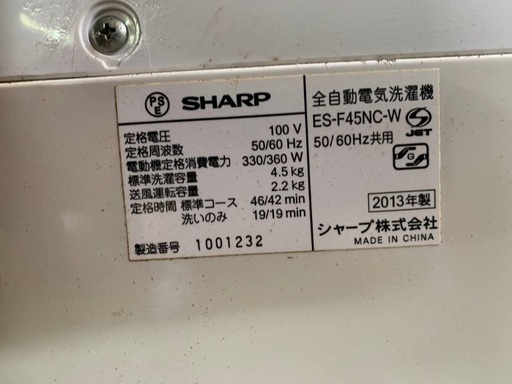 PS E SHARP
定格電圧 100 V
定格周波数 50/60 Hz
電動機定格消費電力 330/360 W
標準洗濯容量 4.5 kg
送風運転容量 2.2 kg
定格時間 標準コース 46/42 min
洗いのみ 19/19 min
製造番号 1001232
全自動電気洗濯機
ES-F45NC-W
S JET
50/60Hz共用
G
2013年製
シャープ株式会社
MADE IN CHINA